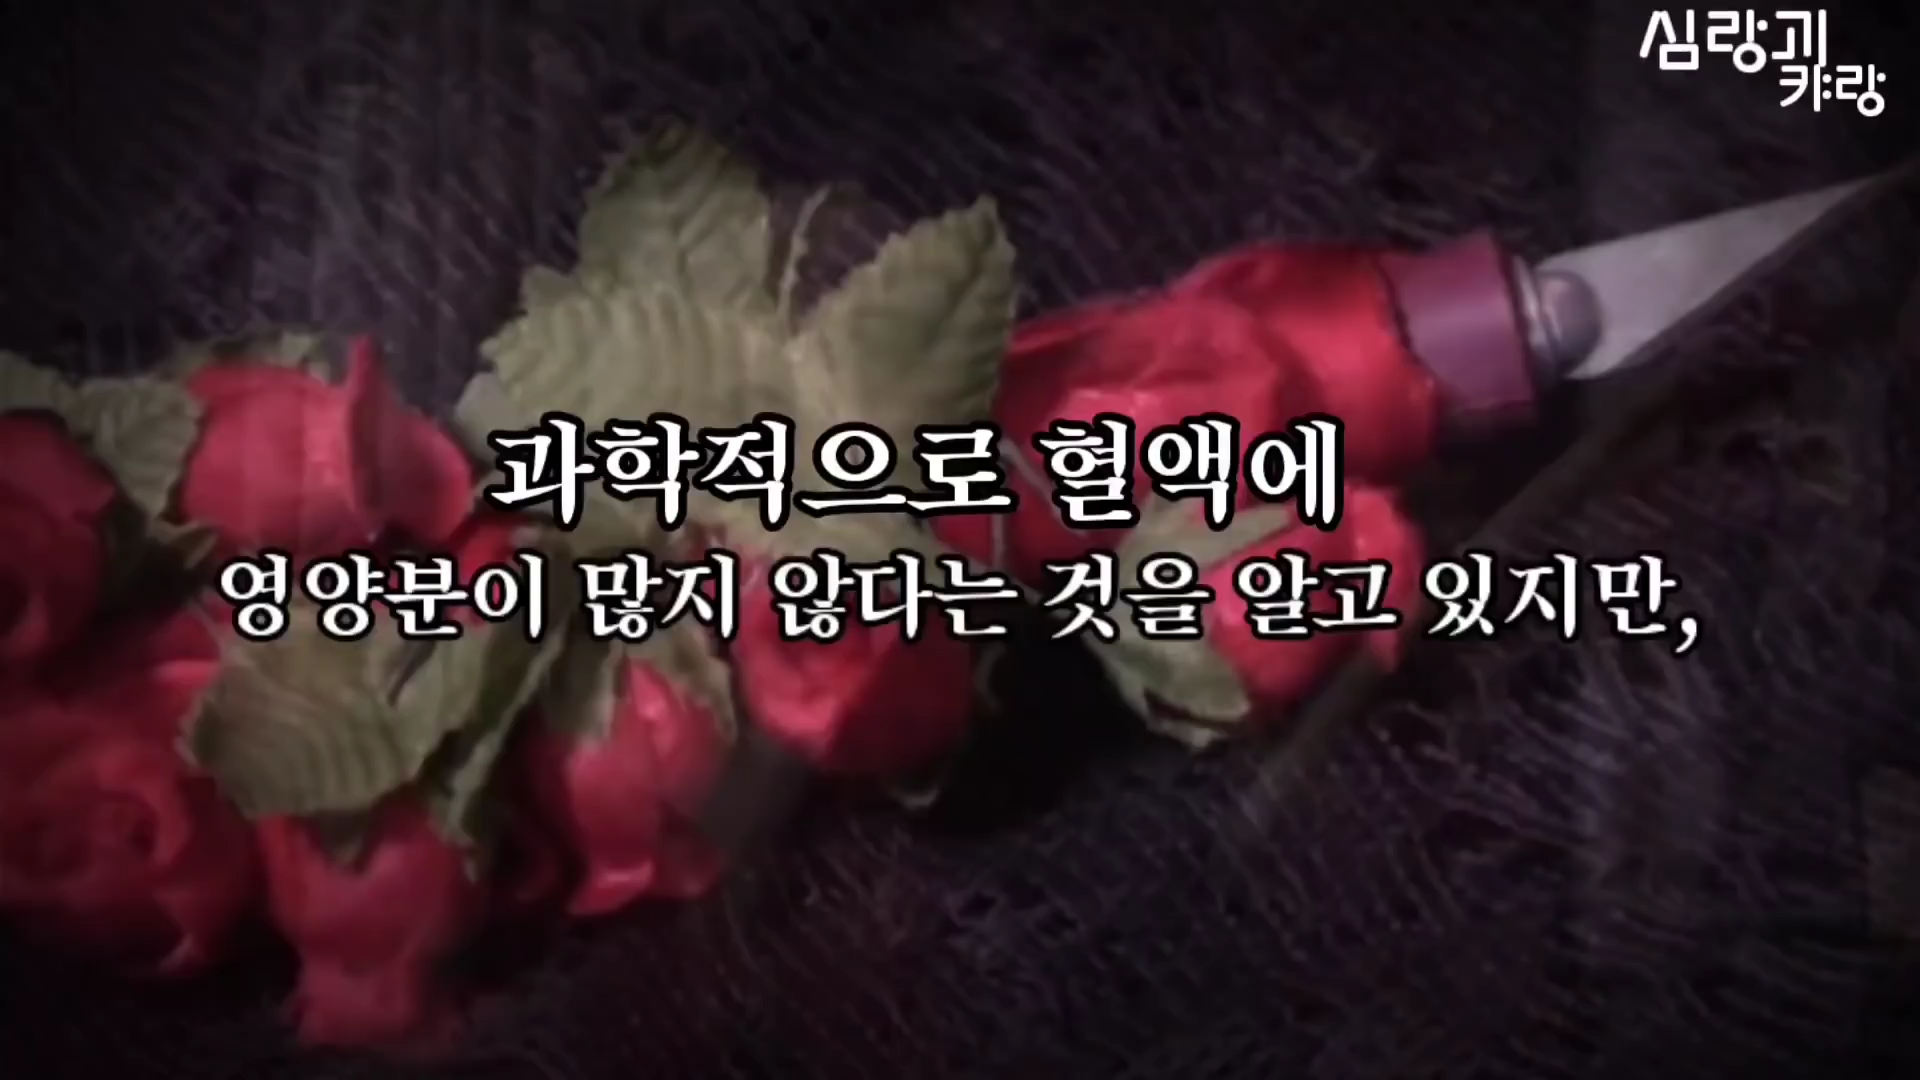 심랑괴
캬랑
과학적으로 혈액에
영양분이 많지 않다는 것을 알고 있지만,